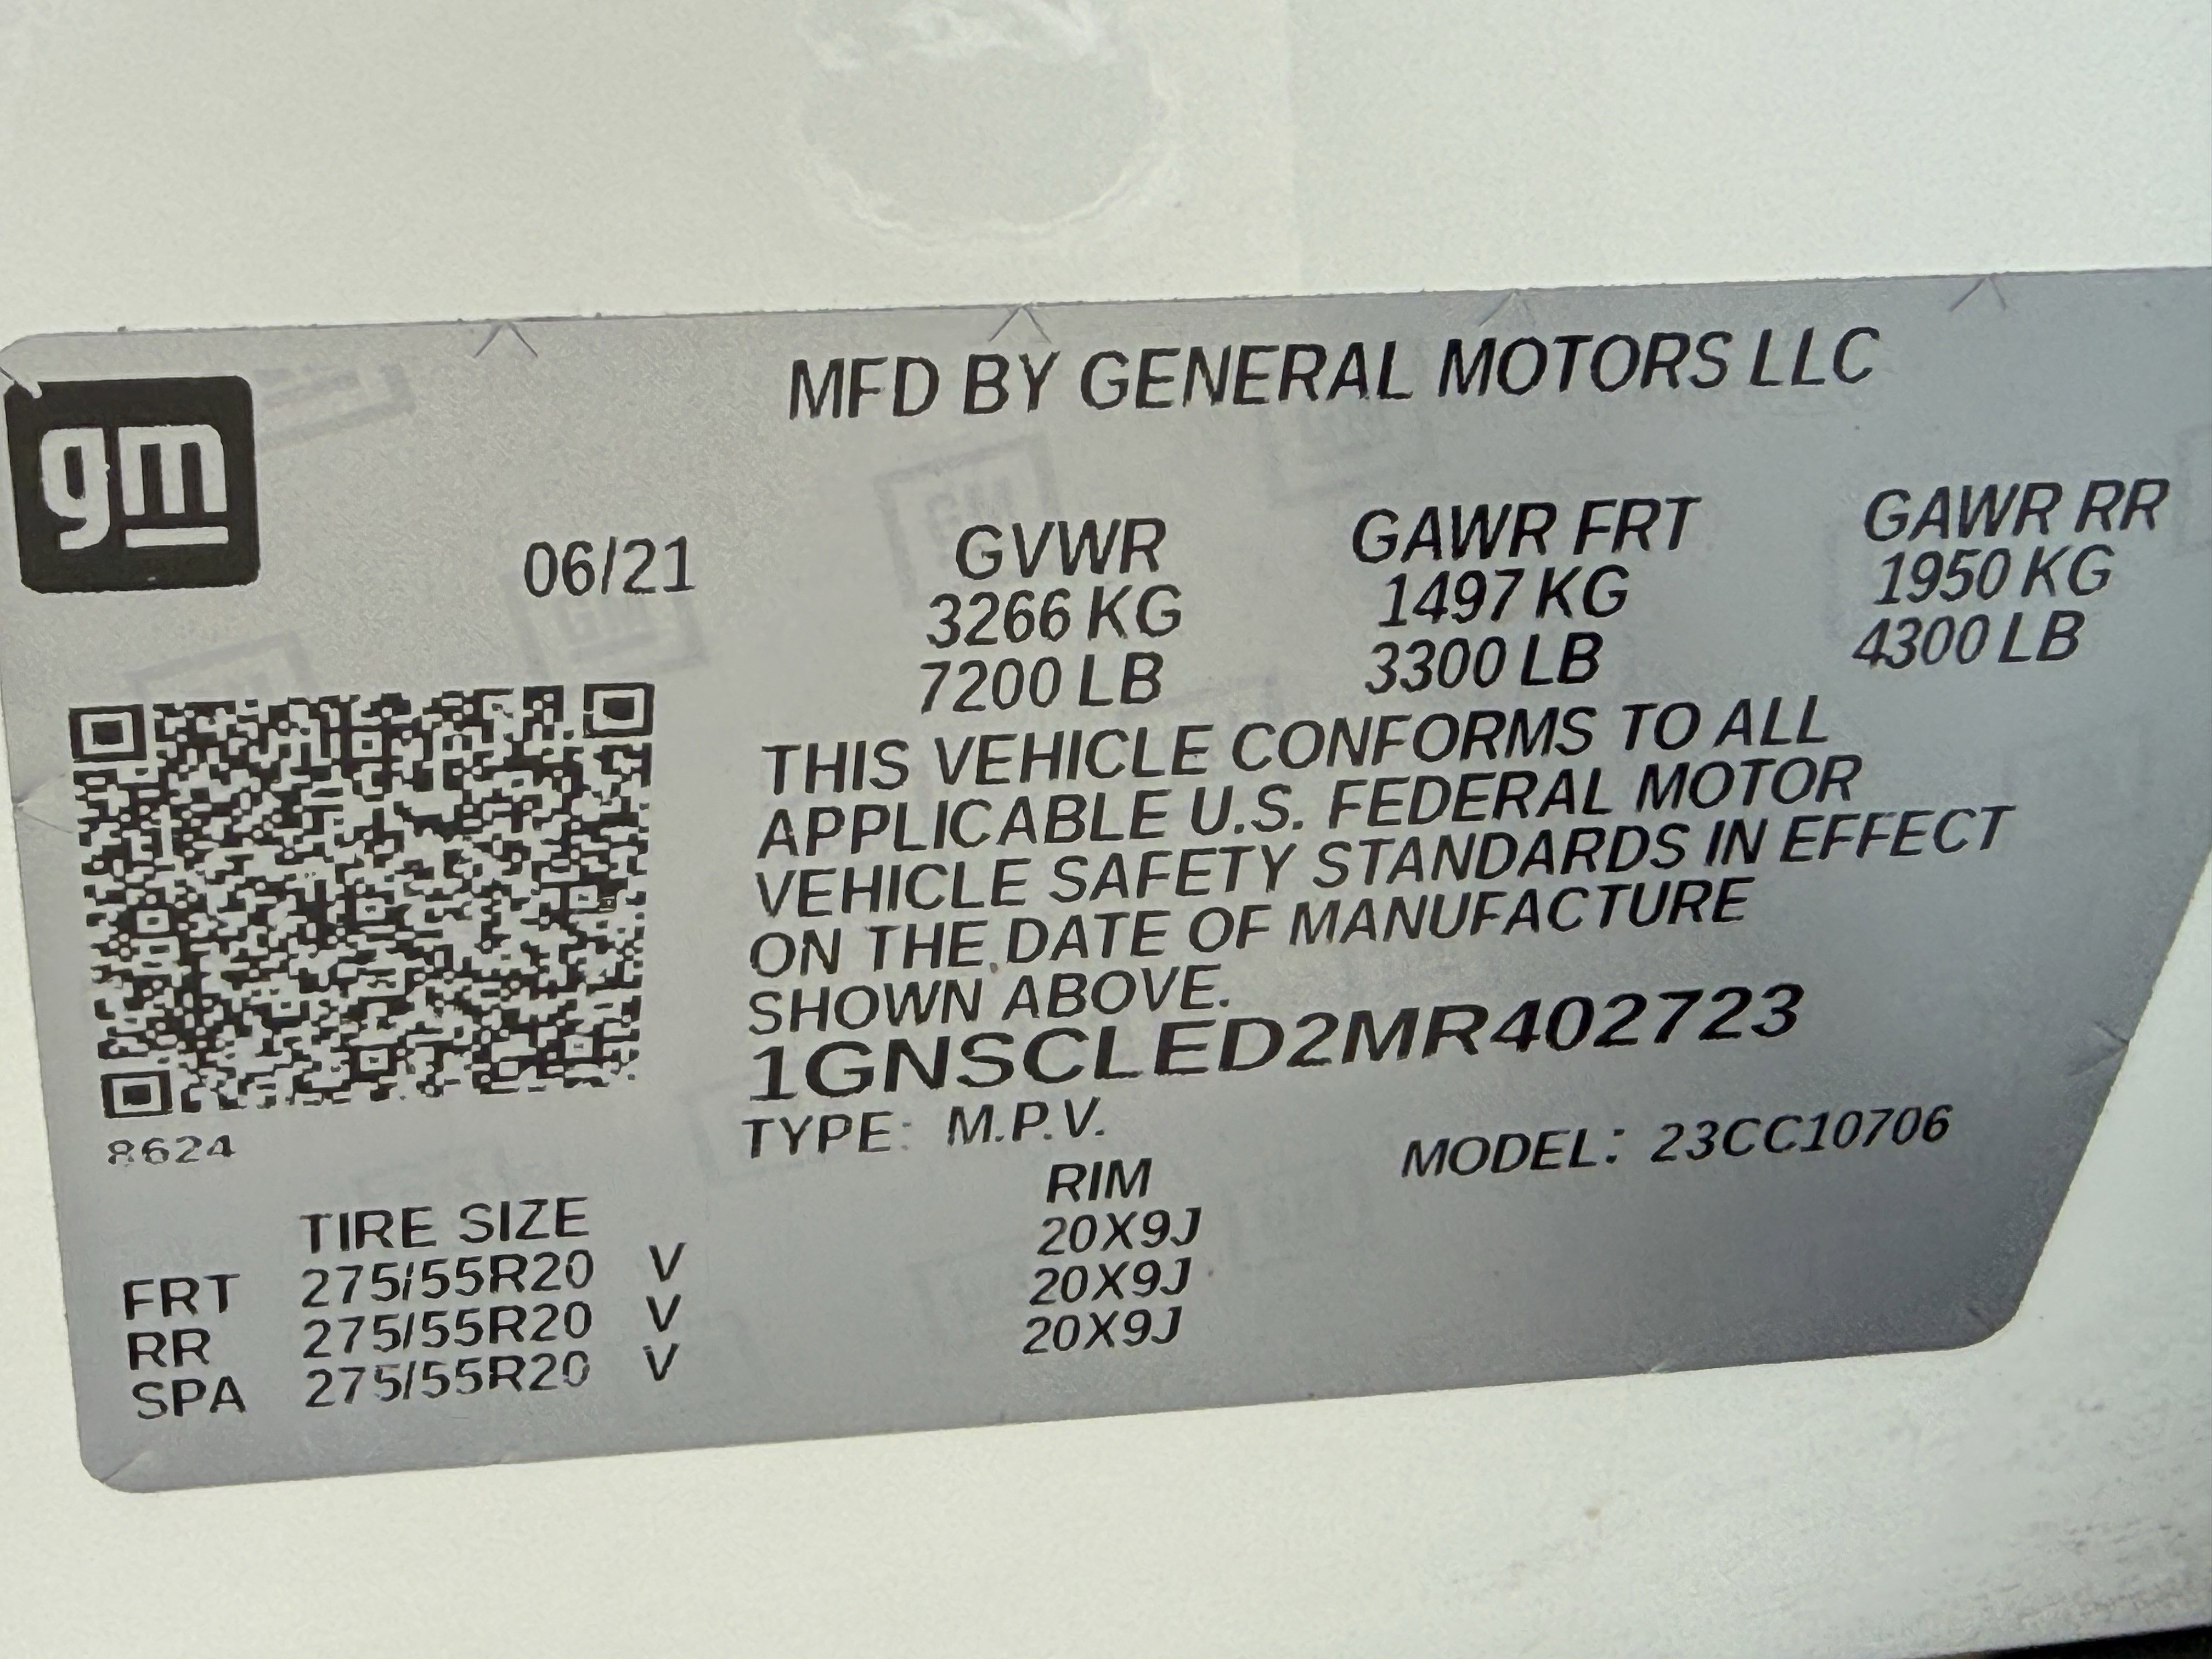 gm
MFD BY GENERAL MOTORS LLC
06/21
GVWR GAWR FRT GAWR RR
3266 KG 1497 KG 1950 KG
7200 LB 3300 LB 4300 LB
THIS VEHICLE CONFORMS TO ALL
APPLICABLE U.S. FEDERAL MOTOR
VEHICLE SAFETY STANDARDS IN EFFECT
ON THE DATE OF MANUFACTURE
SHOWN ABOVE.
1GNSCLED2MR402723
TYPE: M.P.V. MODEL: 23CC10706
8624
TIRE SIZE RIM
FRT 275/55R20 V 20X9J
RR 275/55R20 V 20X9J
SPA 275/55R20 V 20X9J